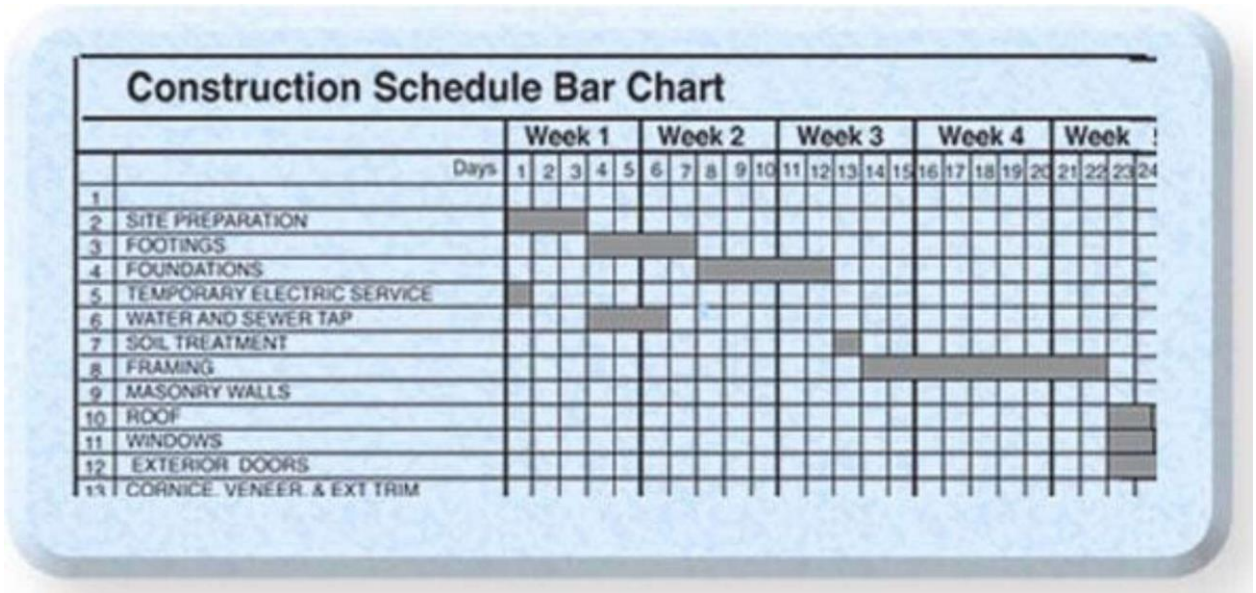 Construction Schedule Bar Chart
Week 1 Week 2 Week 3 Week 4 Week
Days 1 2 3 4 5 6 7 8 9 10 11 12 13 14 15 16 17 18 19 20 21 22 23 24
1
2 SITE PREPARATION
3 FOOTINGS
4 FOUNDATIONS
5 TEMPORARY ELECTRIC SERVICE
6 WATER AND SEWER TAP
7 SOIL TREATMENT
8 FRAMING
9 MASONRY WALLS
10 ROOF
11 WINDOWS
12 EXTERIOR DOORS
13 CORNICE, VENEER, & EXT TRIM